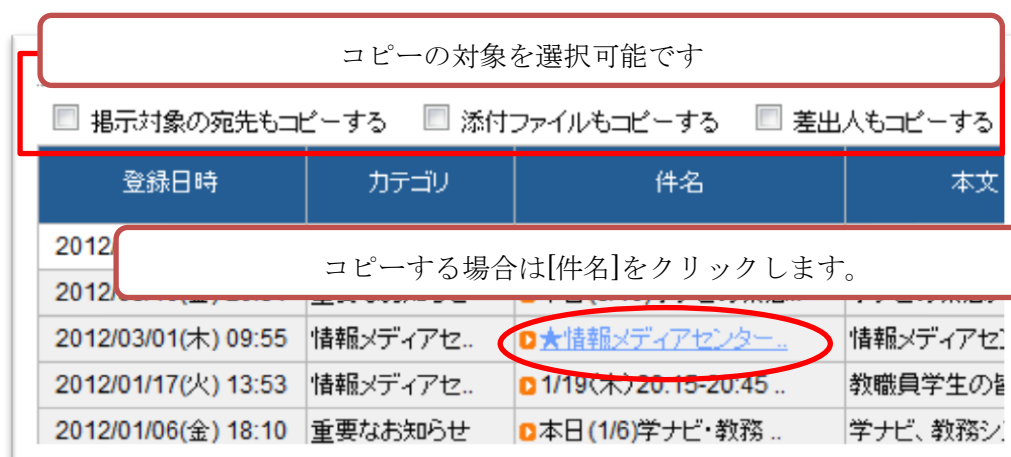 コピーの対象を選択可能です
掲示対象の宛先もコピーする 添付ファイルもコピーする 差出人もコピーする
登録日時 カテゴリ 件名 本文
2012/
コピーする場合は[件名]をクリックします。
2012/
2012/03/01(木) 09:55 情報メディアセ.. ★情報メディアセンター.. 情報メディアセ
2012/01/17(火) 13:53 情報メディアセ.. 1/19(木) 20:15-20:45 .. 教職員学生の皆
2012/01/06(金) 18:10 重要なお知らせ 本日(1/6)学ナビ・教務 .. 学ナビ、教務シ